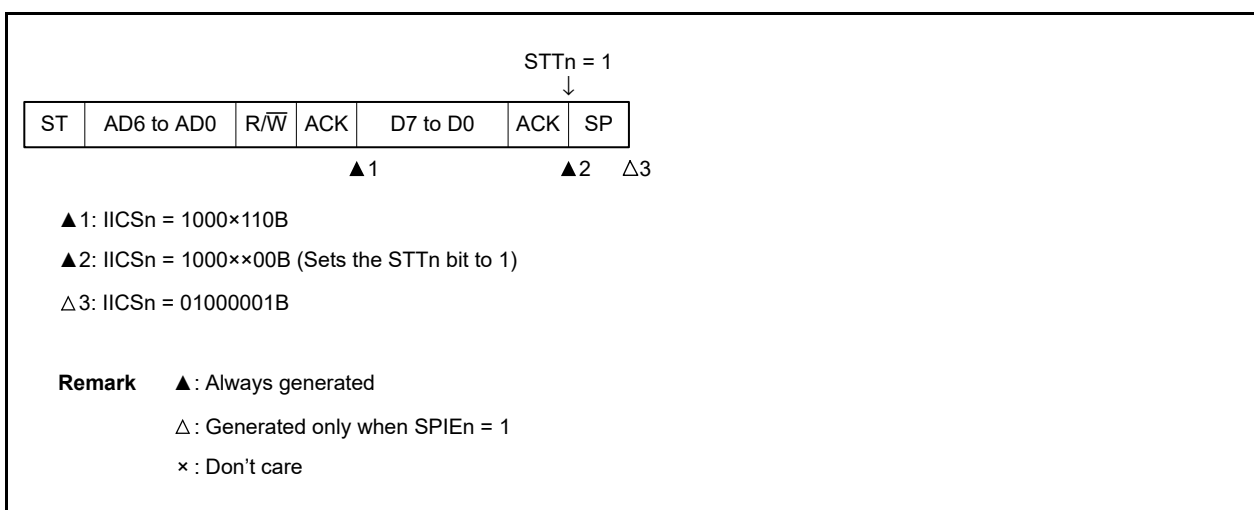 STTn = 1
↓
ST AD6 to AD0 R/W̅ ACK D7 to D0 ACK SP
▲1 ▲2 △3
▲1: IICSn = 1000×110B
▲2: IICSn = 1000××00B (Sets the STTn bit to 1)
△3: IICSn = 01000001B
Remark ▲: Always generated
△: Generated only when SPIEn = 1
×: Don't care